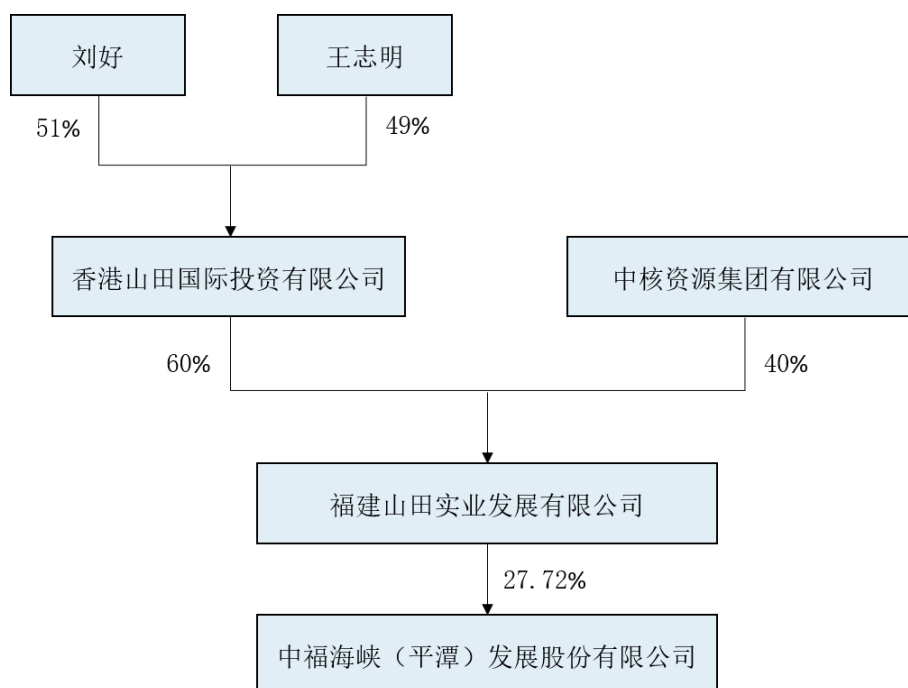 刘好
王志明
51%
49%
香港山田国际投资有限公司
中核资源集团有限公司
60%
40%
福建山田实业发展有限公司
27.72%
中福海峡（平潭）发展股份有限公司